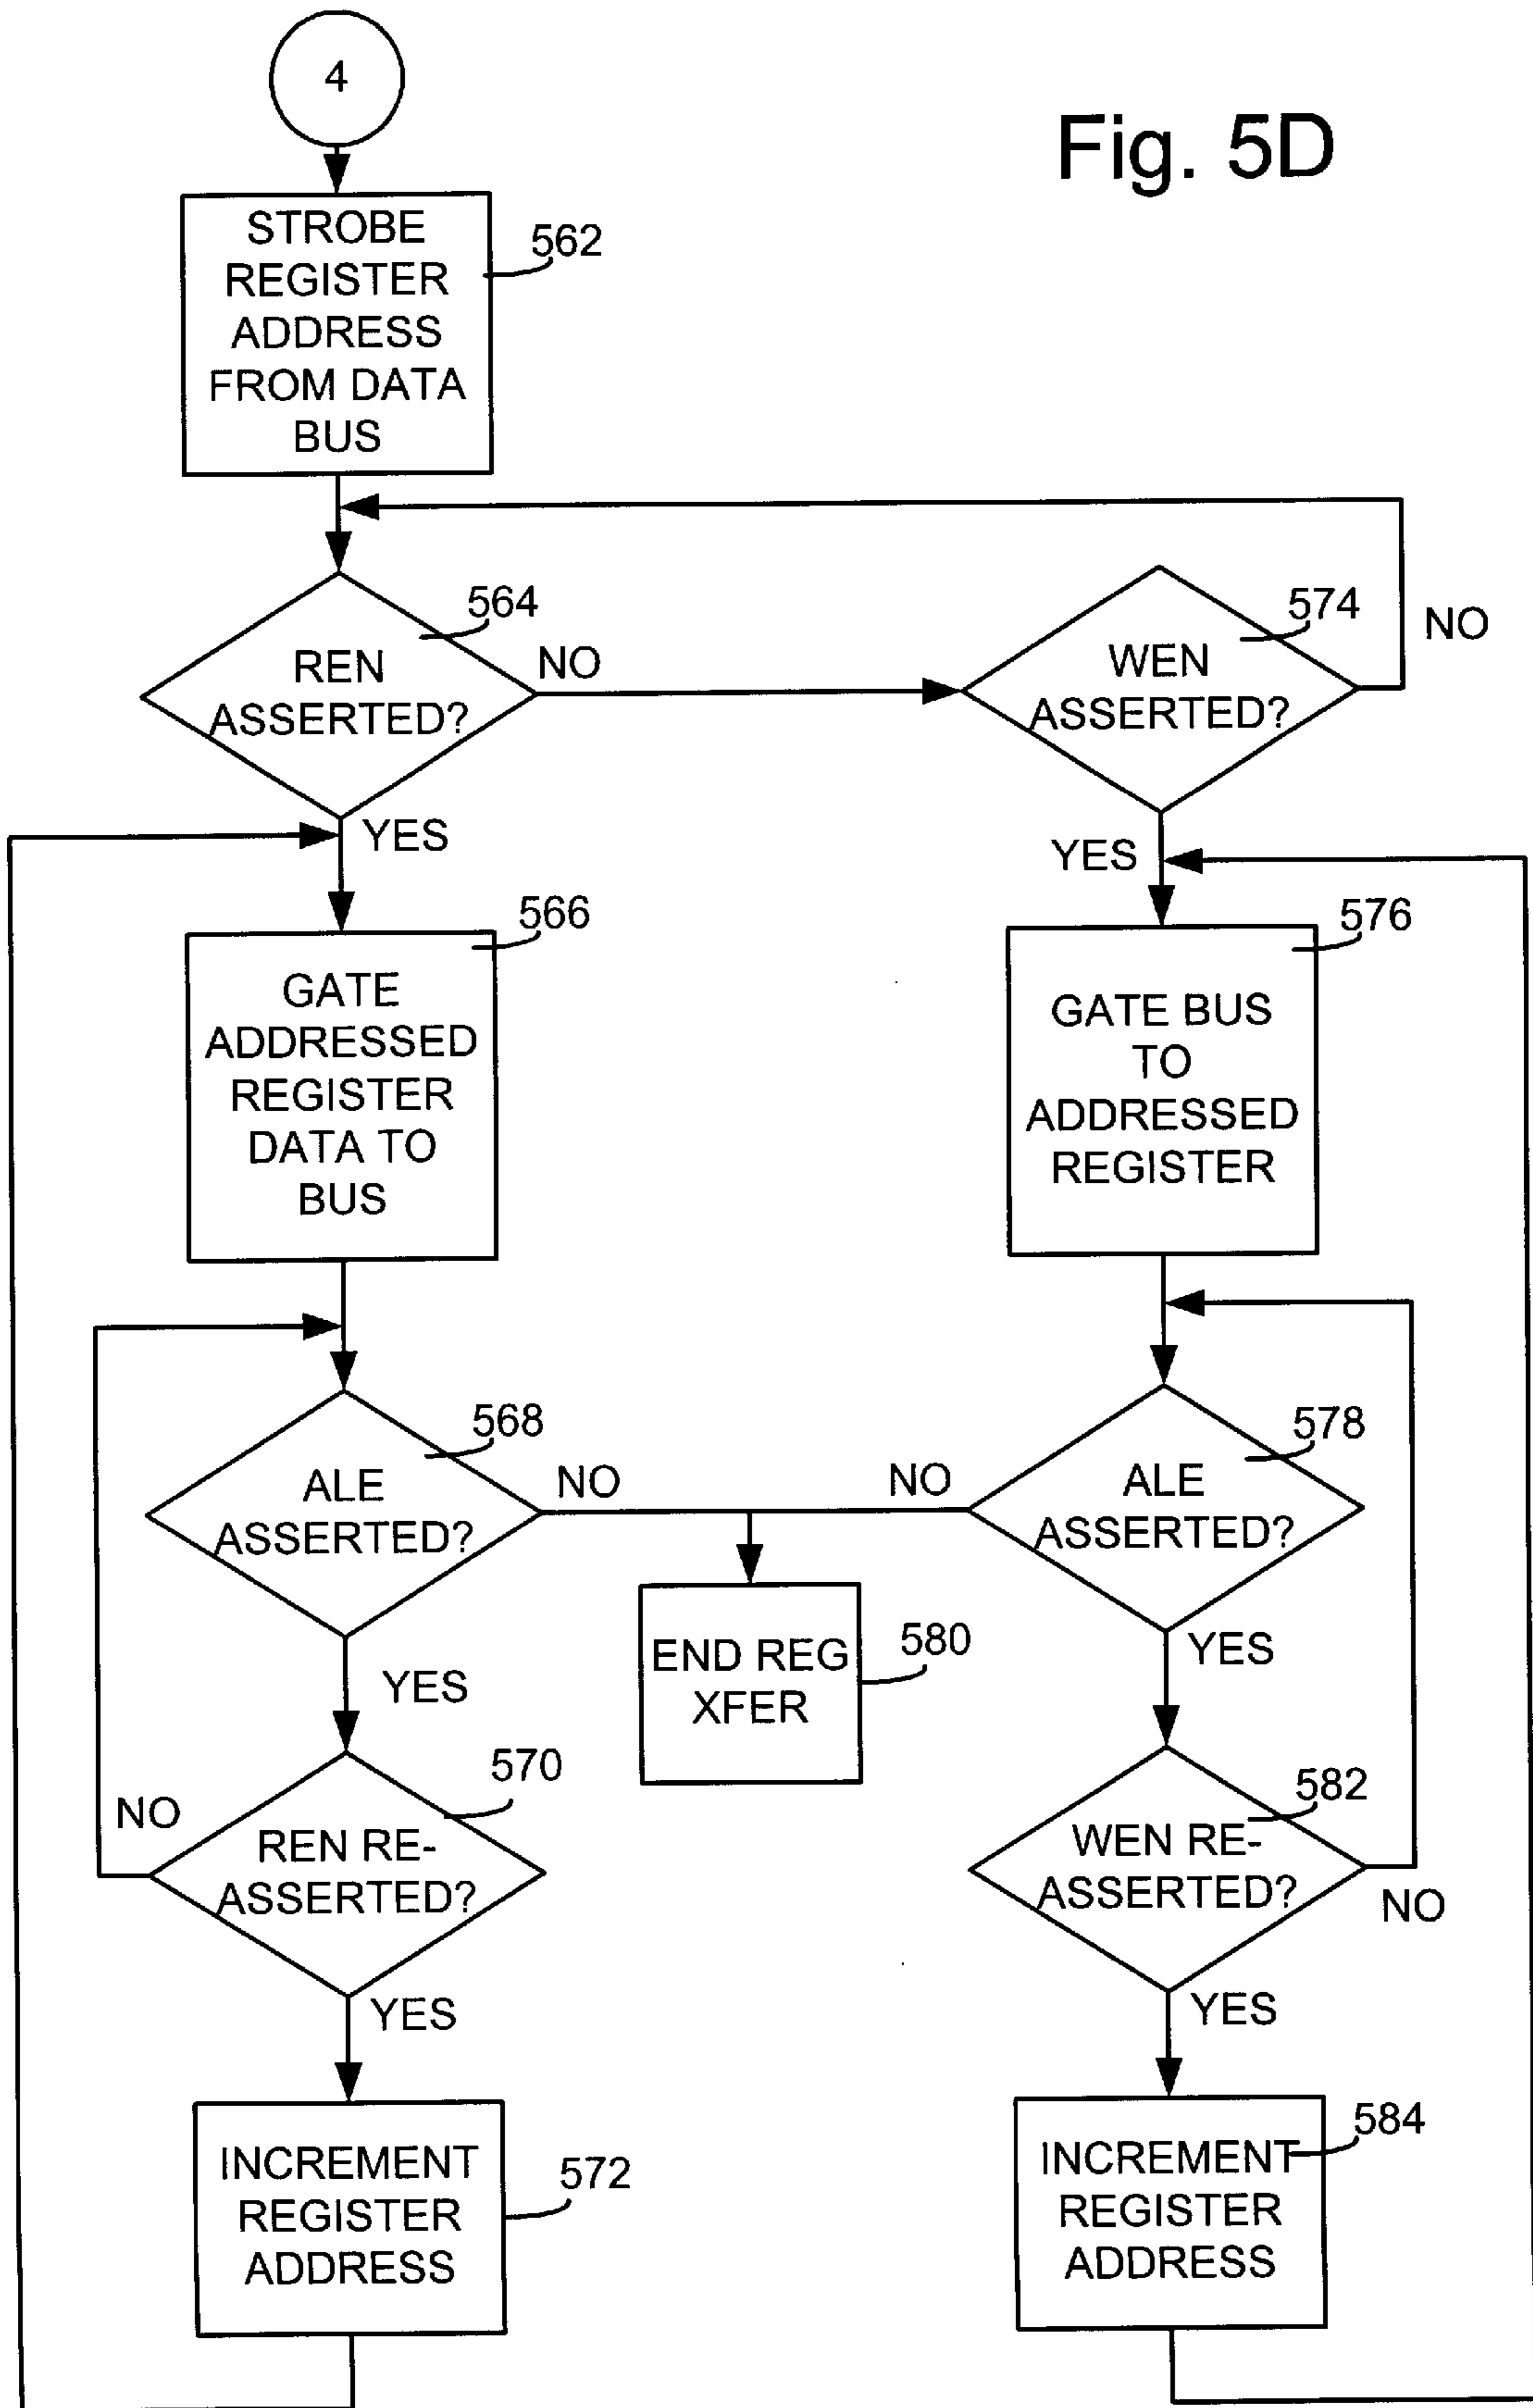 4
Fig. 5D
STROBE
REGISTER
ADDRESS
FROM DATA
BUS
562
REN
ASSERTED?
564
NO
WEN
ASSERTED?
574
NO
YES
YES
GATE
ADDRESSED
REGISTER
DATA TO
BUS
566
GATE BUS
TO
ADDRESSED
REGISTER
576
ALE
ASSERTED?
568
NO
NO
ALE
ASSERTED?
578
YES
END REG
XFER
580
YES
REN RE-
ASSERTED?
570
NO
WEN RE-
ASSERTED?
582
NO
YES
YES
INCREMENT
REGISTER
ADDRESS
572
INCREMENT
REGISTER
ADDRESS
584